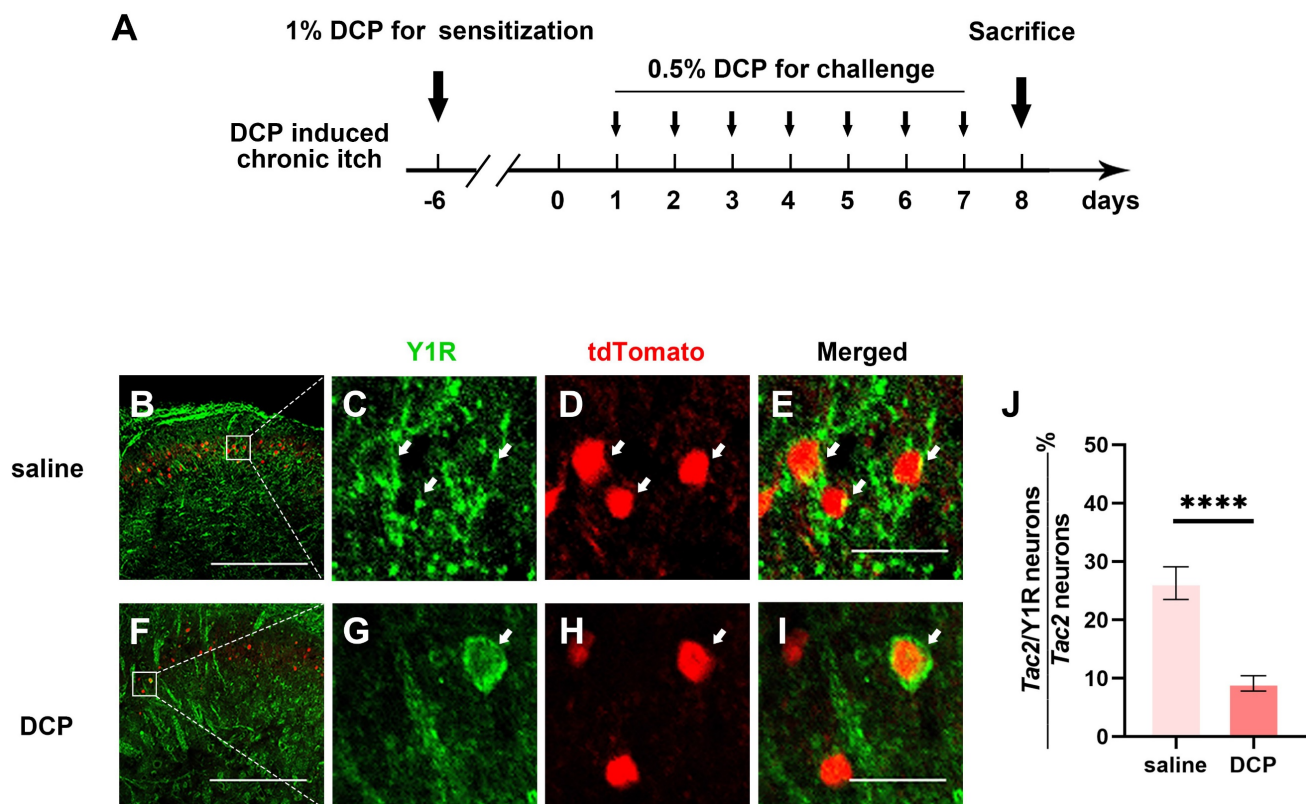 A
1% DCP for sensitization
Sacrifice
0.5% DCP for challenge
DCP induced
chronic itch
-6 0 1 2 3 4 5 6 7 8 days
Y1R tdTomato Merged
saline
B C D E
DCP
F G H I
J
%
Tac2/Y1R neurons
Tac2 neurons
50
40
30
20
10
0
****
saline DCP